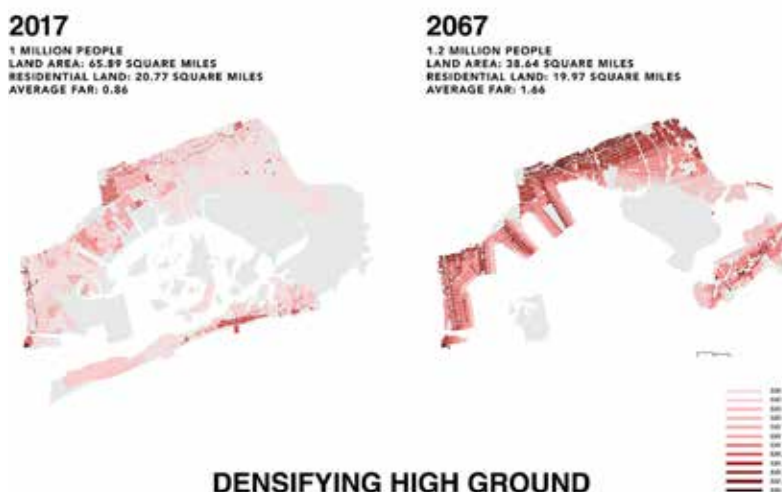 2017
1 MILLION PEOPLE
LAND AREA: 65.89 SQUARE MILES
RESIDENTIAL LAND: 20.77 SQUARE MILES
AVERAGE FAR: 0.86
2067
1.2 MILLION PEOPLE
LAND AREA: 38.64 SQUARE MILES
RESIDENTIAL LAND: 19.97 SQUARE MILES
AVERAGE FAR: 1.66
DENSIFYING HIGH GROUND